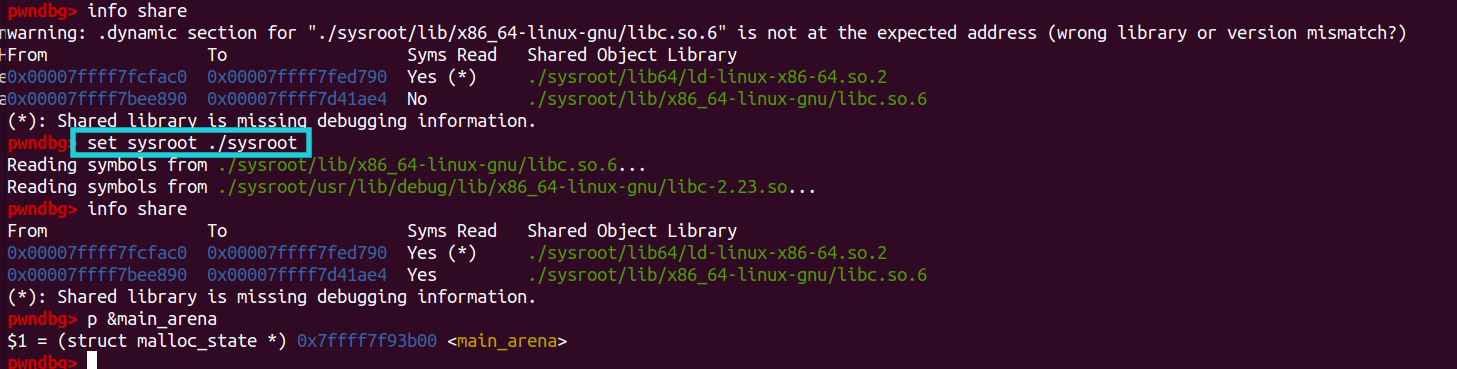 pwndbg> info share
warning: .dynamic section for "./sysroot/lib/x86_64-linux-gnu/libc.so.6" is not at the expected address (wrong library or version mismatch?)
From To Syms Read Shared Object Library
0x00007ffff7fcfac0 0x00007ffff7fed790 Yes (*) ./sysroot/lib64/ld-linux-x86-64.so.2
0x00007ffff7bee890 0x00007ffff7d41ae4 No ./sysroot/lib/x86_64-linux-gnu/libc.so.6
(*): Shared library is missing debugging information.
pwndbg> set sysroot ./sysroot
Reading symbols from ./sysroot/lib/x86_64-linux-gnu/libc.so.6...
Reading symbols from ./sysroot/usr/lib/debug/lib/x86_64-linux-gnu/libc-2.23.so...
pwndbg> info share
From To Syms Read Shared Object Library
0x00007ffff7fcfac0 0x00007ffff7fed790 Yes (*) ./sysroot/lib64/ld-linux-x86-64.so.2
0x00007ffff7bee890 0x00007ffff7d41ae4 Yes ./sysroot/lib/x86_64-linux-gnu/libc.so.6
(*): Shared library is missing debugging information.
pwndbg> p &main_arena
$1 = (struct malloc_state *) 0x7ffff7f93b00 <main_arena>
pwndbg>